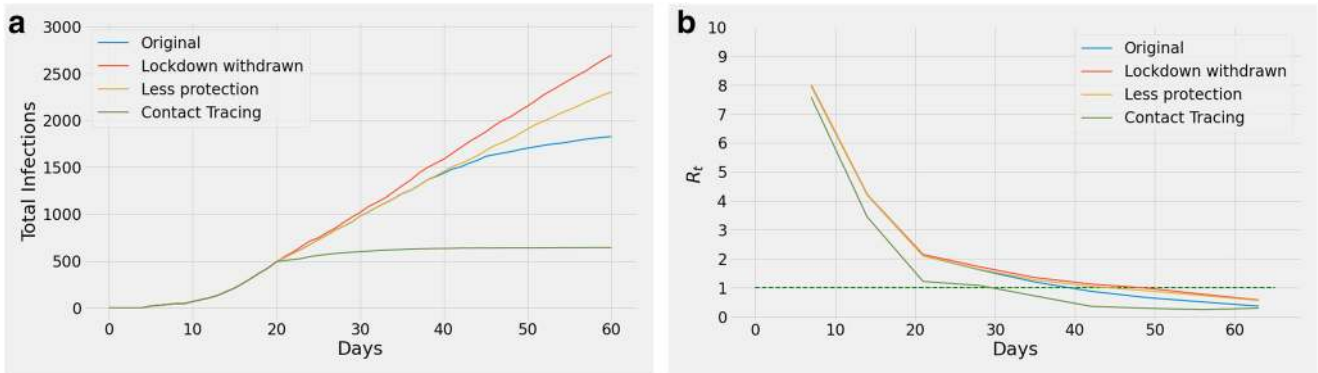 a
3000
2500
2000
1500
1000
500
0
Total Infections
Original
Lockdown withdrawn
Less protection
Contact Tracing
0 10 20 30 40 50 60
Days
b
10
9
8
7
6
5
4
3
2
1
0
Rt
Original
Lockdown withdrawn
Less protection
Contact Tracing
0 10 20 30 40 50 60
Days